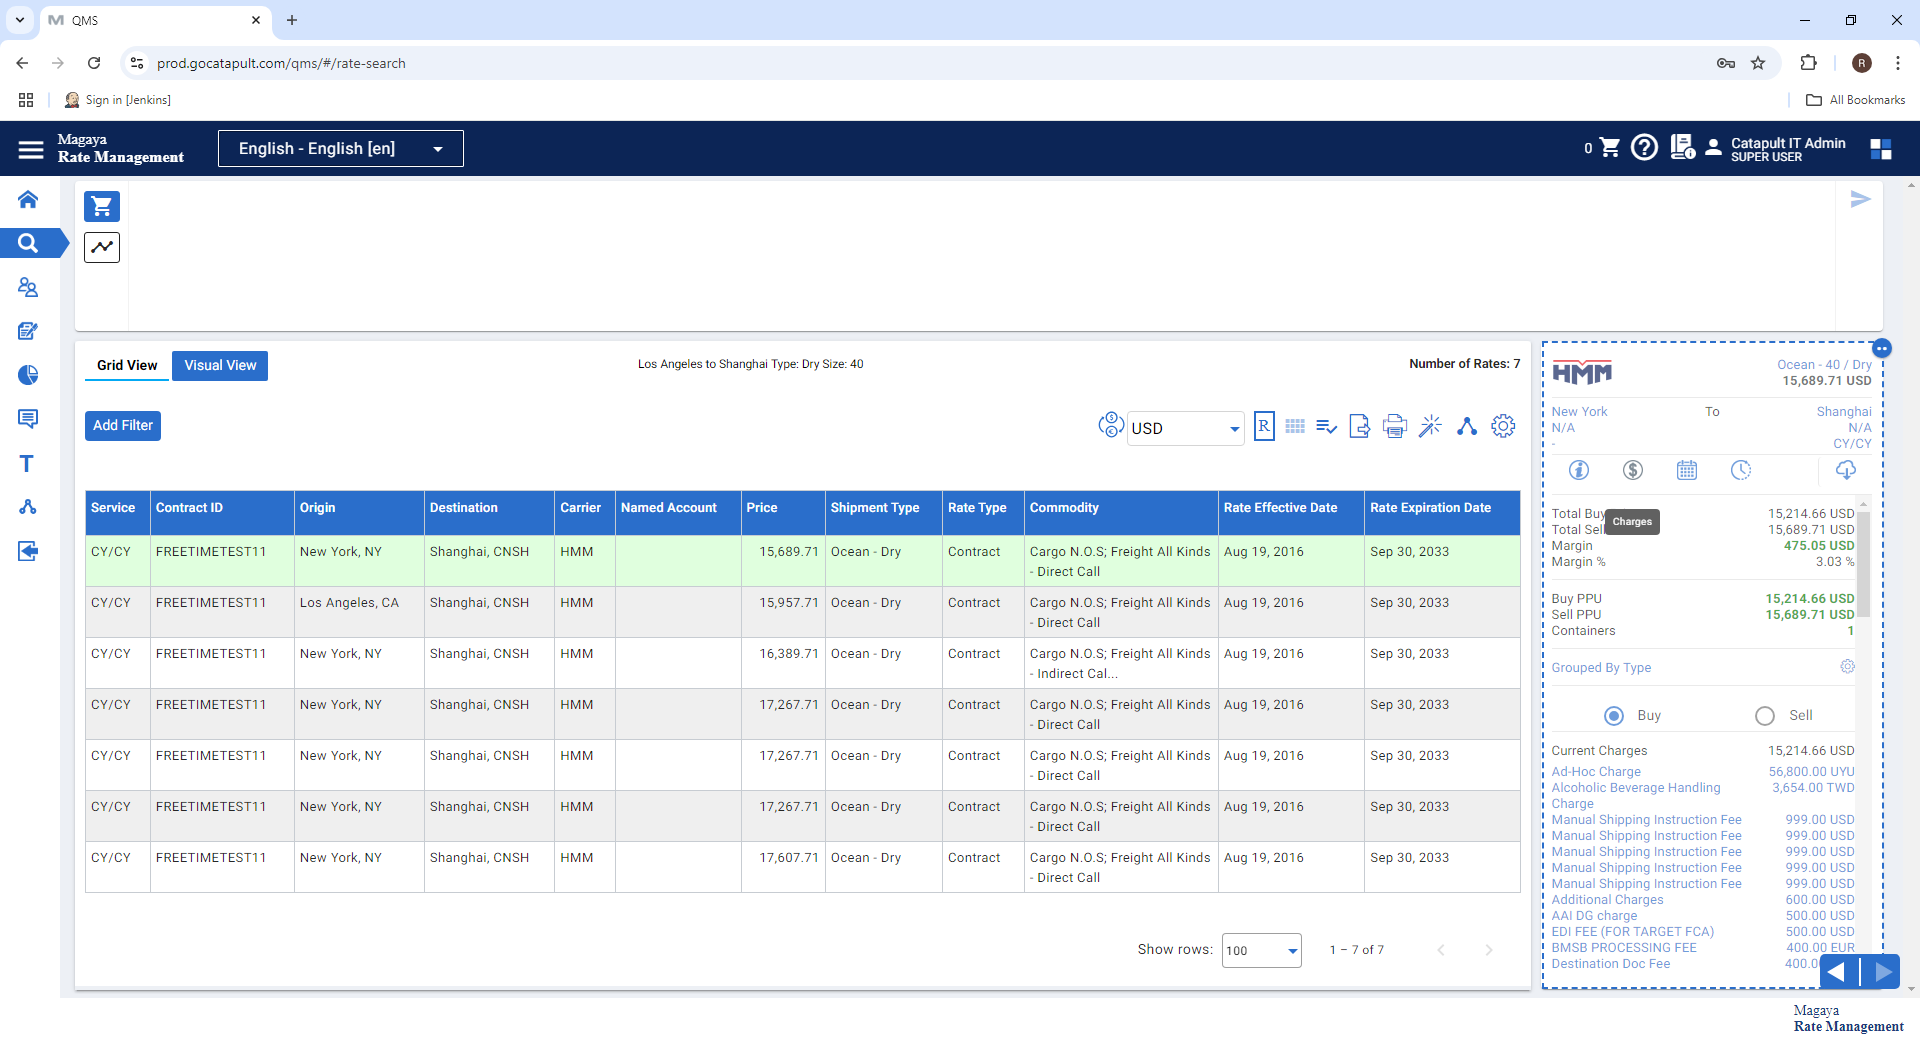 QMS
prod.gocatapult.com/qms/#/rate-search
R
Sign in [Jenkins]
All Bookmarks
Magaya
Rate Management
English - English [en]
0
Catapult IT Admin
SUPER USER
Grid View
Visual View
Los Angeles to Shanghai Type: Dry Size: 40
Number of Rates: 7
Add Filter
USD
R
Service Contract ID Origin Destination Carrier Named Account Price Shipment Type Rate Type Commodity Rate Effective Date Rate Expiration Date
CY/CY FREETIMETEST11 New York, NY Shanghai, CNSH HMM 15,689.71 Ocean - Dry Contract Cargo N.O.S; Freight All Kinds Aug 19, 2016 Sep 30, 2033
- Direct Call
CY/CY FREETIMETEST11 Los Angeles, CA Shanghai, CNSH HMM 15,957.71 Ocean - Dry Contract Cargo N.O.S; Freight All Kinds Aug 19, 2016 Sep 30, 2033
- Direct Call
CY/CY FREETIMETEST11 New York, NY Shanghai, CNSH HMM 16,389.71 Ocean - Dry Contract Cargo N.O.S; Freight All Kinds Aug 19, 2016 Sep 30, 2033
- Indirect Cal...
CY/CY FREETIMETEST11 New York, NY Shanghai, CNSH HMM 17,267.71 Ocean - Dry Contract Cargo N.O.S; Freight All Kinds Aug 19, 2016 Sep 30, 2033
- Direct Call
CY/CY FREETIMETEST11 New York, NY Shanghai, CNSH HMM 17,267.71 Ocean - Dry Contract Cargo N.O.S; Freight All Kinds Aug 19, 2016 Sep 30, 2033
- Direct Call
CY/CY FREETIMETEST11 New York, NY Shanghai, CNSH HMM 17,267.71 Ocean - Dry Contract Cargo N.O.S; Freight All Kinds Aug 19, 2016 Sep 30, 2033
- Direct Call
CY/CY FREETIMETEST11 New York, NY Shanghai, CNSH HMM 17,607.71 Ocean - Dry Contract Cargo N.O.S; Freight All Kinds Aug 19, 2016 Sep 30, 2033
- Direct Call
Show rows: 100 1 – 7 of 7
HMM
Ocean - 40 / Dry
15,689.71 USD
New York To Shanghai
N/A N/A
- CY/CY
Total Buy 15,214.66 USD
Charges
Total Sell 15,689.71 USD
Margin 475.05 USD
Margin % 3.03 %
Buy PPU 15,214.66 USD
Sell PPU 15,689.71 USD
Containers 1
Grouped By Type
Buy Sell
Current Charges 15,214.66 USD
Ad-Hoc Charge 56,800.00 UYU
Alcoholic Beverage Handling 3,654.00 TWD
Charge
Manual Shipping Instruction Fee 999.00 USD
Manual Shipping Instruction Fee 999.00 USD
Manual Shipping Instruction Fee 999.00 USD
Manual Shipping Instruction Fee 999.00 USD
Manual Shipping Instruction Fee 999.00 USD
Additional Charges 600.00 USD
AAI DG charge 500.00 USD
EDI FEE (FOR TARGET FCA) 500.00 USD
BMSB PROCESSING FEE 400.00 EUR
Destination Doc Fee 400.0
Magaya
Rate Management